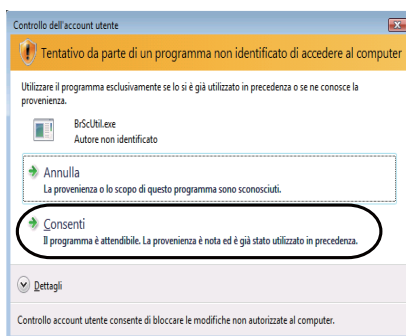 Controllo dell'account utente
Tentativo da parte di un programma non identificato di accedere al computer
Utilizzare il programma esclusivamente se lo si è già utilizzato in precedenza o se ne conosce la
provenienza.
BrScUtil.exe
Autore non identificato
Annulla
La provenienza o lo scopo di questo programma sono sconosciuti.
Consenti
Il programma è attendibile. La provenienza è nota ed è già stato utilizzato in precedenza.
Dettagli
Controllo account utente consente di bloccare le modifiche non autorizzate al computer.